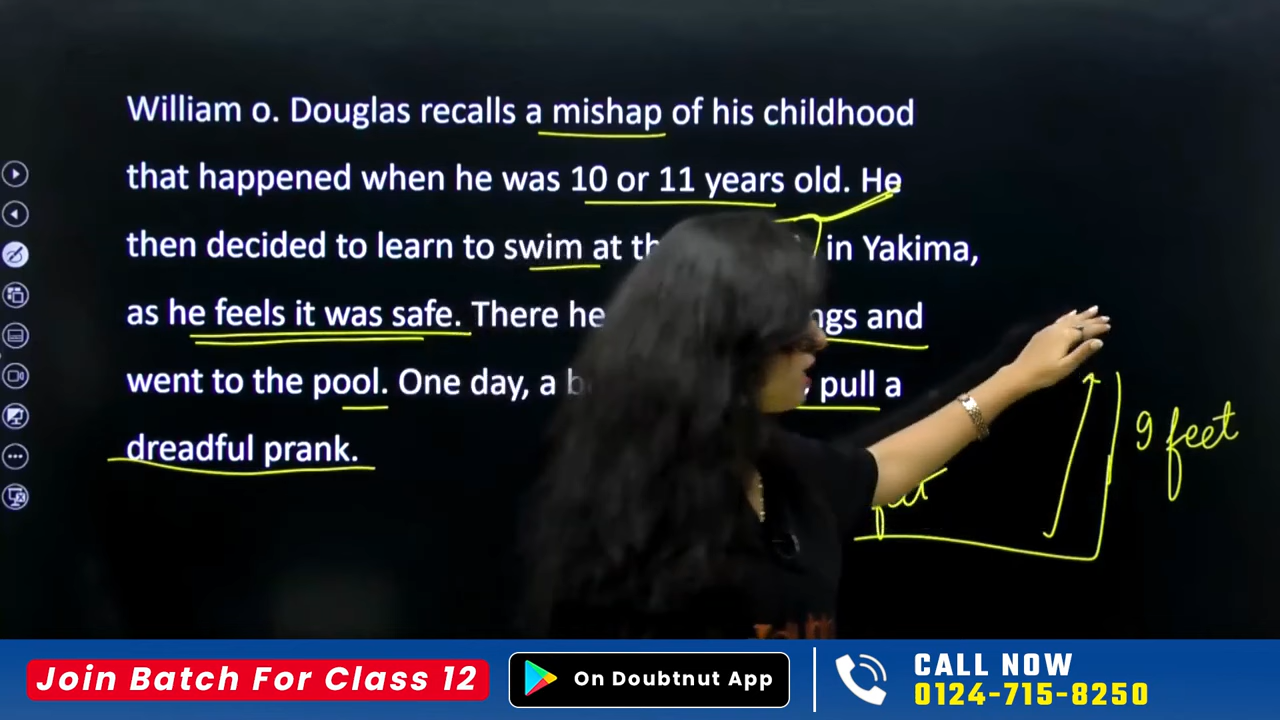 William o. Douglas recalls a mishap of his childhood
that happened when he was 10 or 11 years old. He
then decided to learn to swim at in Yakima,
as he feels it was safe. There he and
went to the pool. One day, a pull a
dreadful prank.
9 feet
Join Batch For Class 12
On Doubtnut App
CALL NOW
0124-715-8250